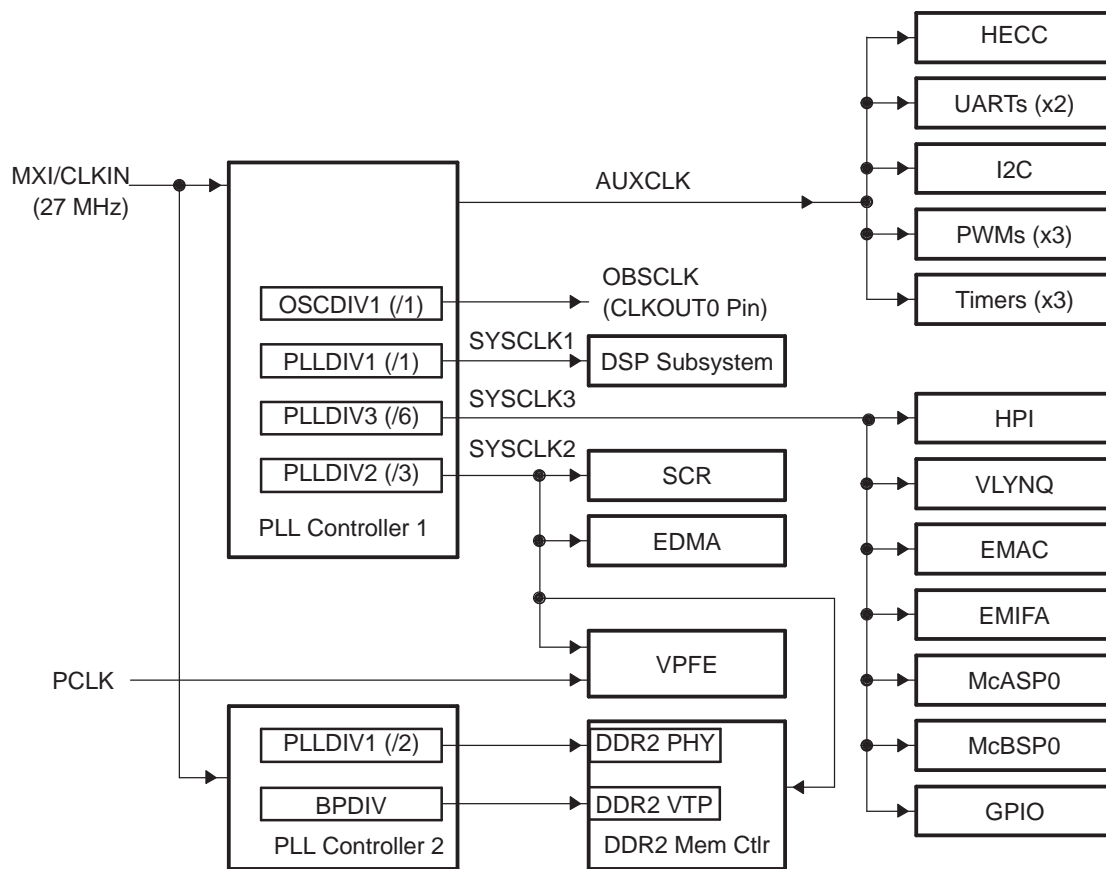 HECC
UARTs (x2)
I2C
PWMs (x3)
Timers (x3)
MXI/CLKIN
(27 MHz)
AUXCLK
OSCDIV1 (/1)
OBSCLK
(CLKOUT0 Pin)
PLLDIV1 (/1)
SYSCLK1
DSP Subsystem
PLLDIV3 (/6)
SYSCLK3
HPI
PLLDIV2 (/3)
SYSCLK2
SCR
VLYNQ
PLL Controller 1
EDMA
EMAC
EMIFA
PCLK
VPFE
McASP0
PLLDIV1 (/2)
DDR2 PHY
McBSP0
BPDIV
DDR2 VTP
GPIO
PLL Controller 2
DDR2 Mem Ctlr